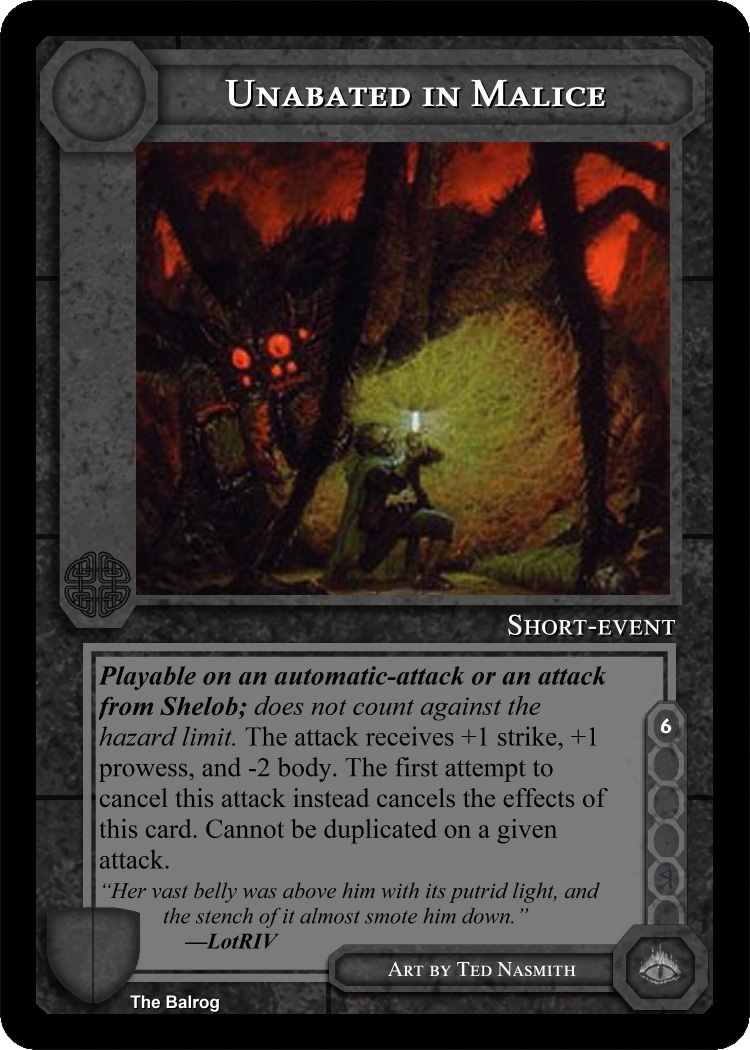 Unabated in Malice
Short-event
Playable on an automatic-attack or an attack
from Shelob; does not count against the
hazard limit. The attack receives +1 strike, +1
prowess, and -2 body. The first attempt to
cancel this attack instead cancels the effects of
this card. Cannot be duplicated on a given
attack.
“Her vast belly was above him with its putrid light, and
the stench of it almost smote him down.”
—LotRIV
6
Art by Ted Nasmith
The Balrog